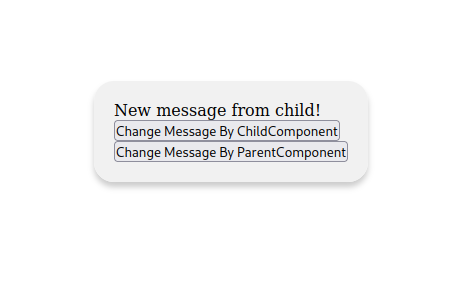 New message from child!
Change Message By ChildComponent
Change Message By ParentComponent